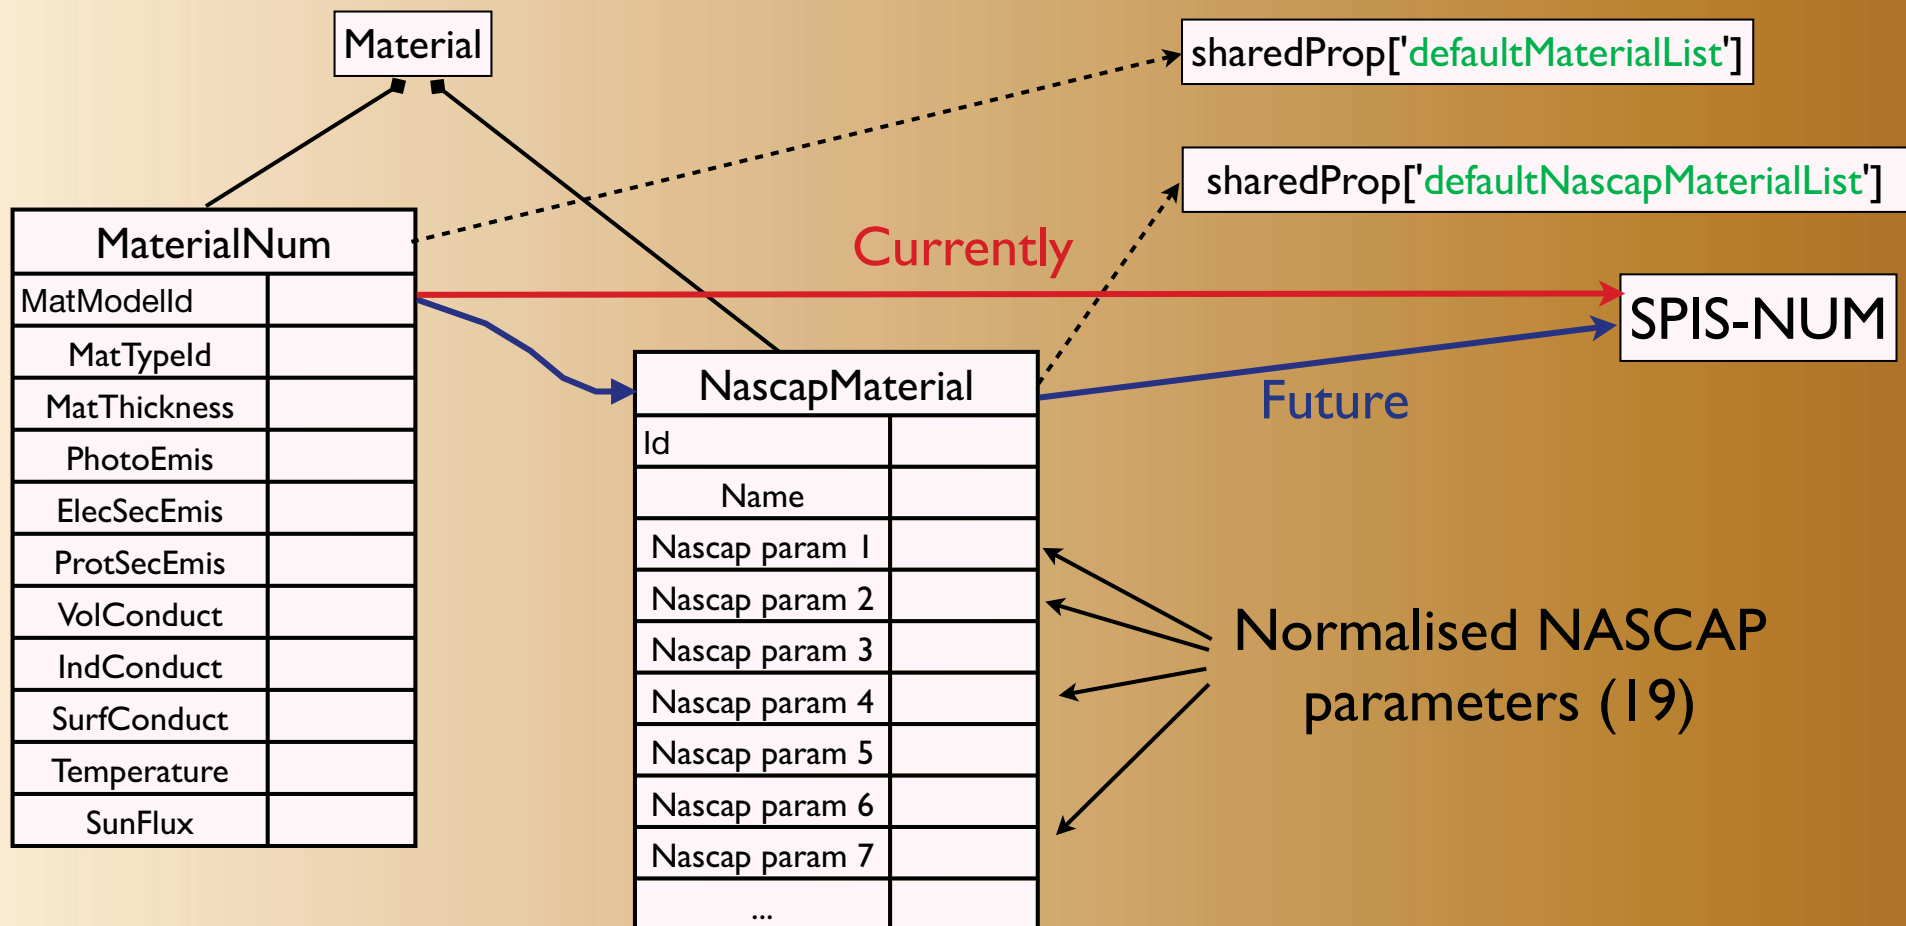 Material
sharedProp['defaultMaterialList']
sharedProp['defaultNascapMaterialList']
MaterialNum
MatModelId
MatTypeId
MatThickness
PhotoEmis
ElecSecEmis
ProtSecEmis
VolConduct
IndConduct
SurfConduct
Temperature
SunFlux
Currently
SPIS-NUM
Future
NascapMaterial
Id
Name
Nascap param 1
Nascap param 2
Nascap param 3
Nascap param 4
Nascap param 5
Nascap param 6
Nascap param 7
...
Normalised NASCAP
parameters (19)